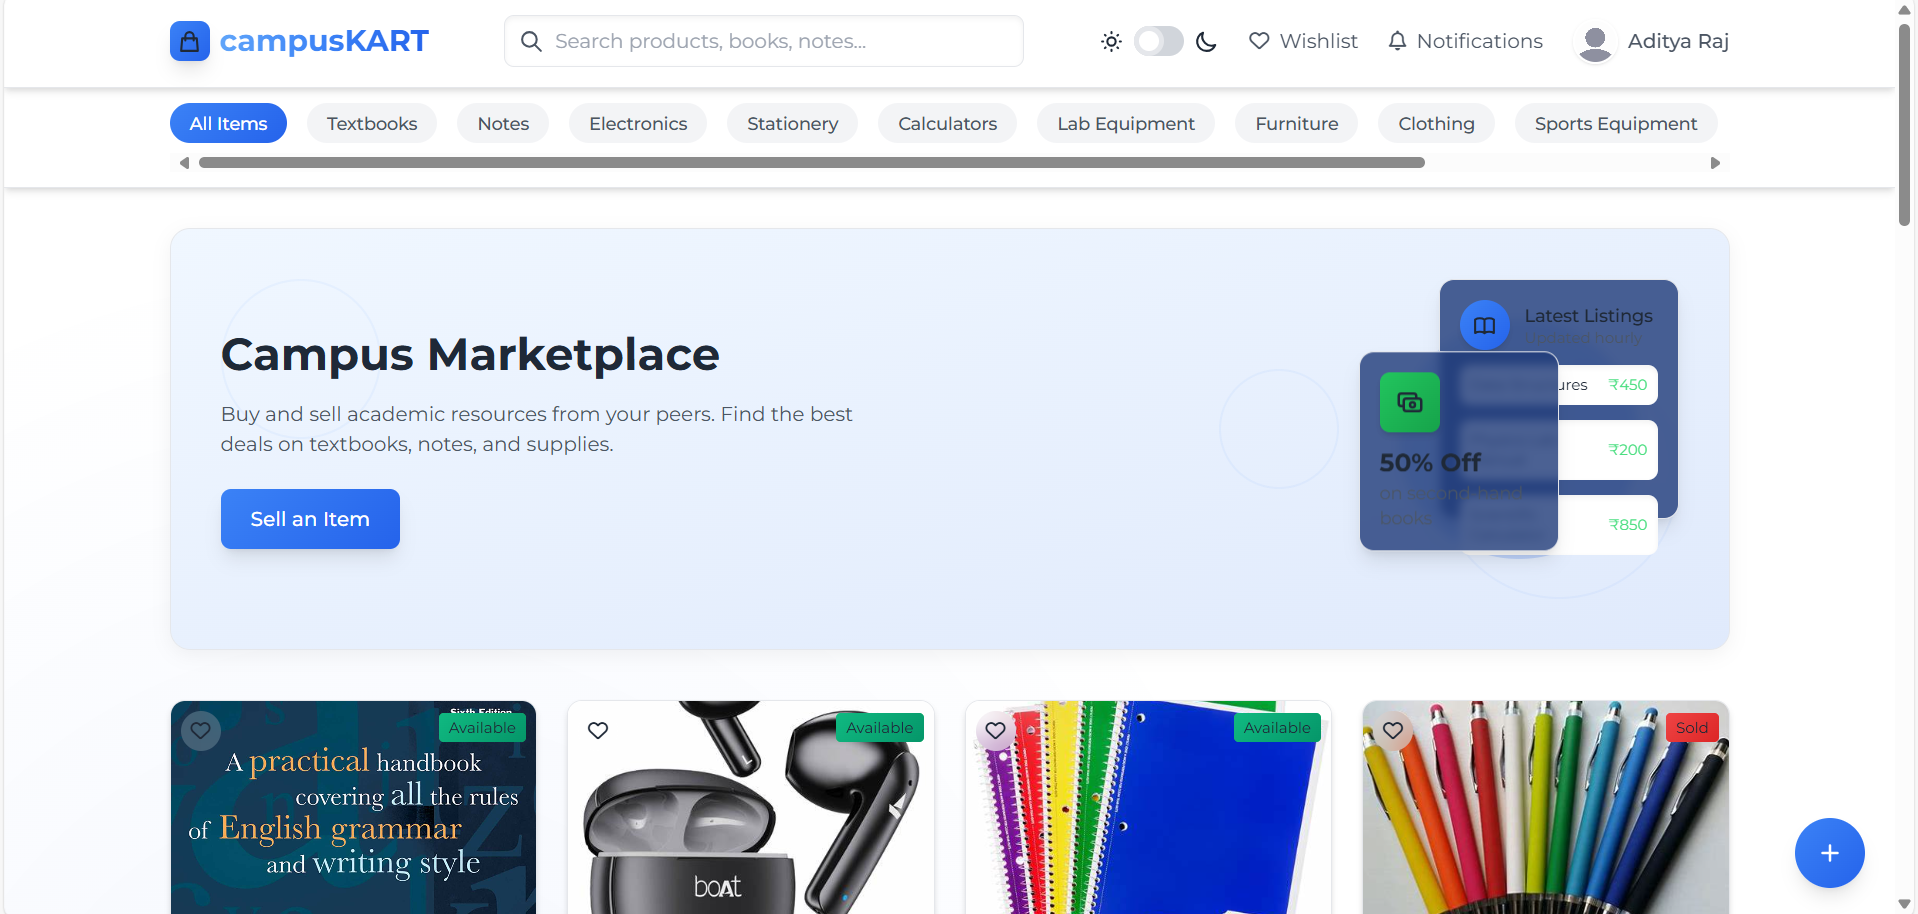 campusKART
Search products, books, notes...
Wishlist
Notifications
Aditya Raj
All Items
Textbooks
Notes
Electronics
Stationery
Calculators
Lab Equipment
Furniture
Clothing
Sports Equipment
Campus Marketplace
Buy and sell academic resources from your peers. Find the best
deals on textbooks, notes, and supplies.
Sell an Item
Latest Listings
Updated hourly
₹450
₹200
₹850
50% Off
on second-hand
books
Sixth Edition
Available
A practical handbook
covering all the rules
of English grammar
and writing style
Available
boAt
Available
Sold